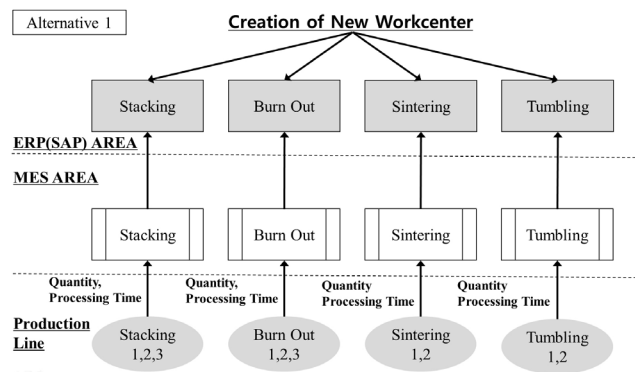 Alternative 1
Creation of New Workcenter
Stacking
Burn Out
Sintering
Tumbling
ERP(SAP) AREA
MES AREA
Stacking
Burn Out
Sintering
Tumbling
Quantity,
Processing Time
Quantity,
Processing Time
Quantity
Processing Time
Quantity
Processing Time
Production
Line
Stacking
1,2,3
Burn Out
1,2,3
Sintering
1,2
Tumbling
1,2